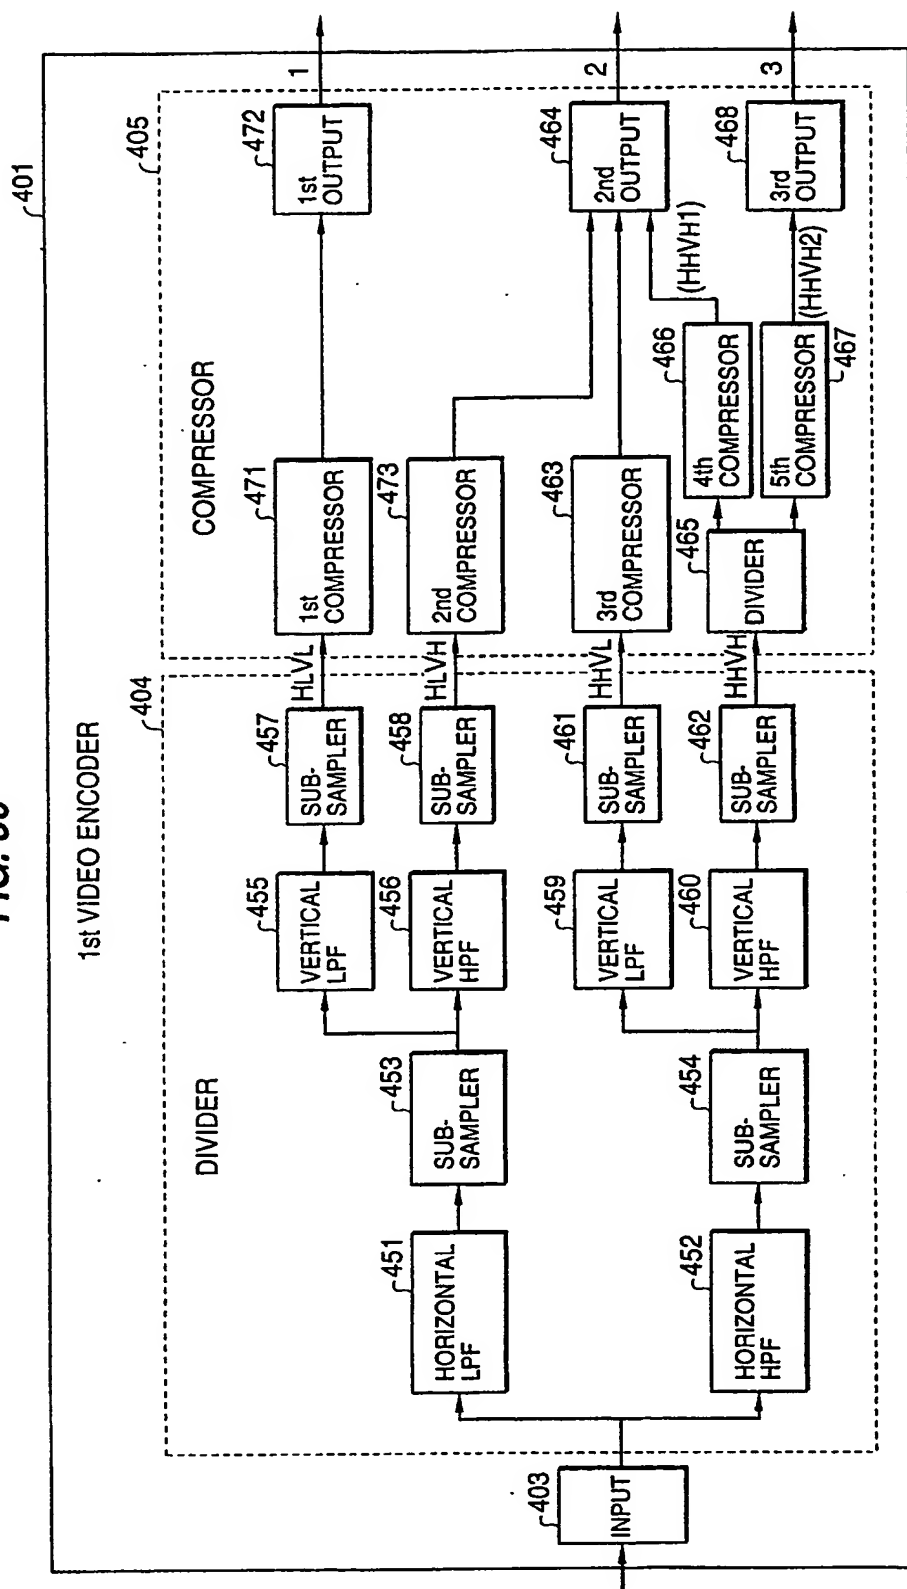 FIG.
1st VIDEO ENCODER
401
DIVIDER
404
COMPRESSOR
405
403
INPUT
451
HORIZONTAL
LPF
452
HORIZONTAL
HPF
453
SUB-
SAMPLER
454
SUB-
SAMPLER
455
VERTICAL
LPF
456
VERTICAL
HPF
459
VERTICAL
LPF
460
VERTICAL
HPF
457
SUB-
SAMPLER
458
SUB-
SAMPLER
461
SUB-
SAMPLER
462
SUB-
SAMPLER
HLVL
HLVH
HHVL
HHVH
471
1st
COMPRESSOR
473
2nd
COMPRESSOR
463
3rd
COMPRESSOR
465
DIVIDER
466
4th
COMPRESSOR
5th
COMPRESSOR
467
(HHVH1)
(HHVH2)
472
1st
OUTPUT
464
2nd
OUTPUT
468
3rd
OUTPUT
1
2
3